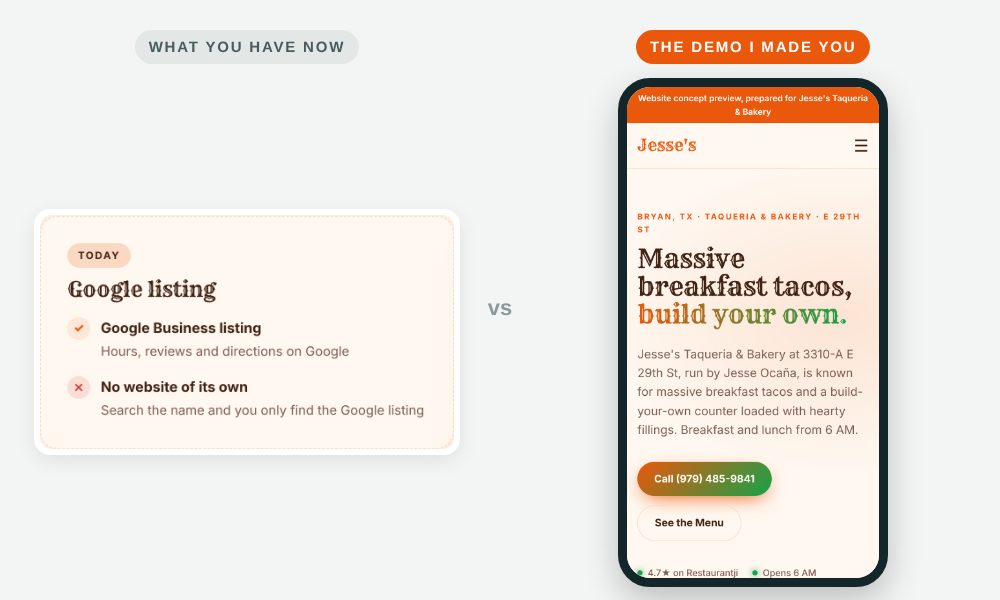 WHAT YOU HAVE NOW
TODAY
Google listing
Google Business listing
Hours, reviews and directions on Google
No website of its own
Search the name and you only find the Google listing
vs
THE DEMO I MADE YOU
Website concept preview, prepared for Jesse's Taqueria
& Bakery
Jesse's
BRYAN, TX · TAQUERIA & BAKERY · E 29TH
ST
Massive
breakfast tacos,
build your own.
Jesse's Taqueria & Bakery at 3310-A E
29th St, run by Jesse Ocaña, is known
for massive breakfast tacos and a build-
your-own counter loaded with hearty
fillings. Breakfast and lunch from 6 AM.
Call (979) 485-9841
See the Menu
4.7★ on Restaurantji
Opens 6 AM